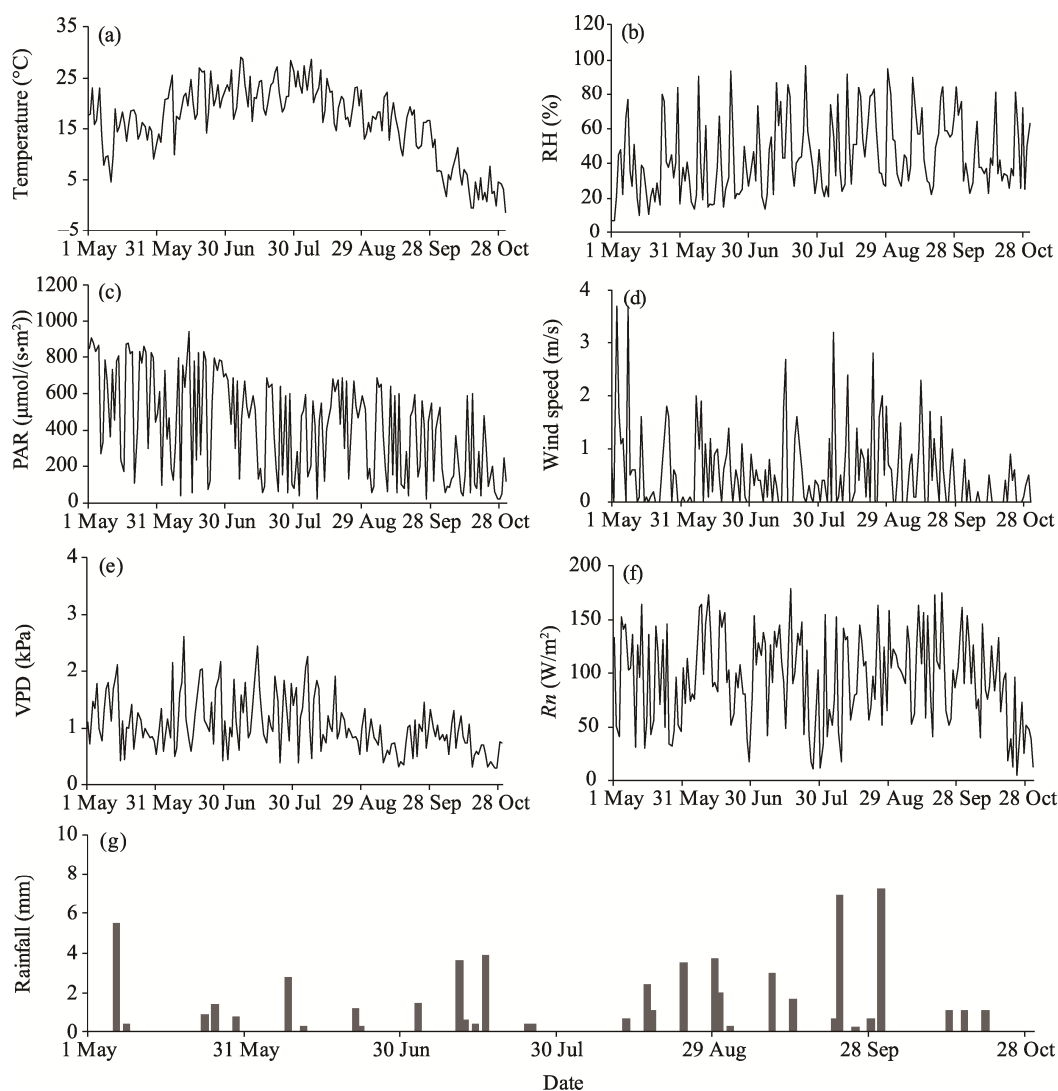 (a)
Temperature (°C)
35
25
15
5
–5
1 May 31 May 30 Jun 30 Jul 29 Aug 28 Sep 28 Oct
(b)
RH (%)
120
100
80
60
40
20
0
1 May 31 May 30 Jun 30 Jul 29 Aug 28 Sep 28 Oct
(c)
PAR (μmol/(s•m²))
1200
1000
800
600
400
200
0
1 May 31 May 30 Jun 30 Jul 29 Aug 28 Sep 28 Oct
(d)
Wind speed (m/s)
4
3
2
1
0
1 May 31 May 30 Jun 30 Jul 29 Aug 28 Sep 28 Oct
(e)
VPD (kPa)
4
3
2
1
0
1 May 31 May 30 Jun 30 Jul 29 Aug 28 Sep 28 Oct
(f)
Rn (W/m²)
200
150
100
50
0
1 May 31 May 30 Jun 30 Jul 29 Aug 28 Sep 28 Oct
(g)
Rainfall (mm)
10
8
6
4
2
0
1 May 31 May 30 Jun 30 Jul 29 Aug 28 Sep 28 Oct
Date